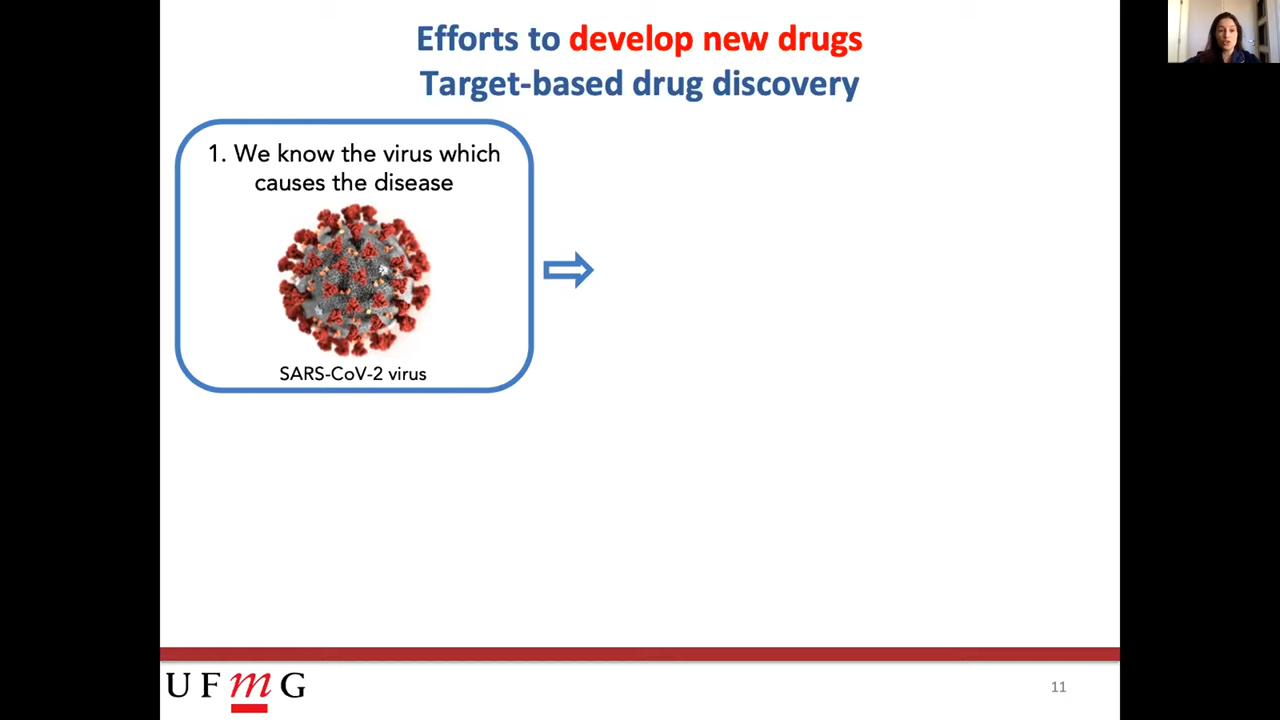 Efforts to develop new drugs
Target-based drug discovery
1. We know the virus which
causes the disease
SARS-CoV-2 virus
UFmG
11